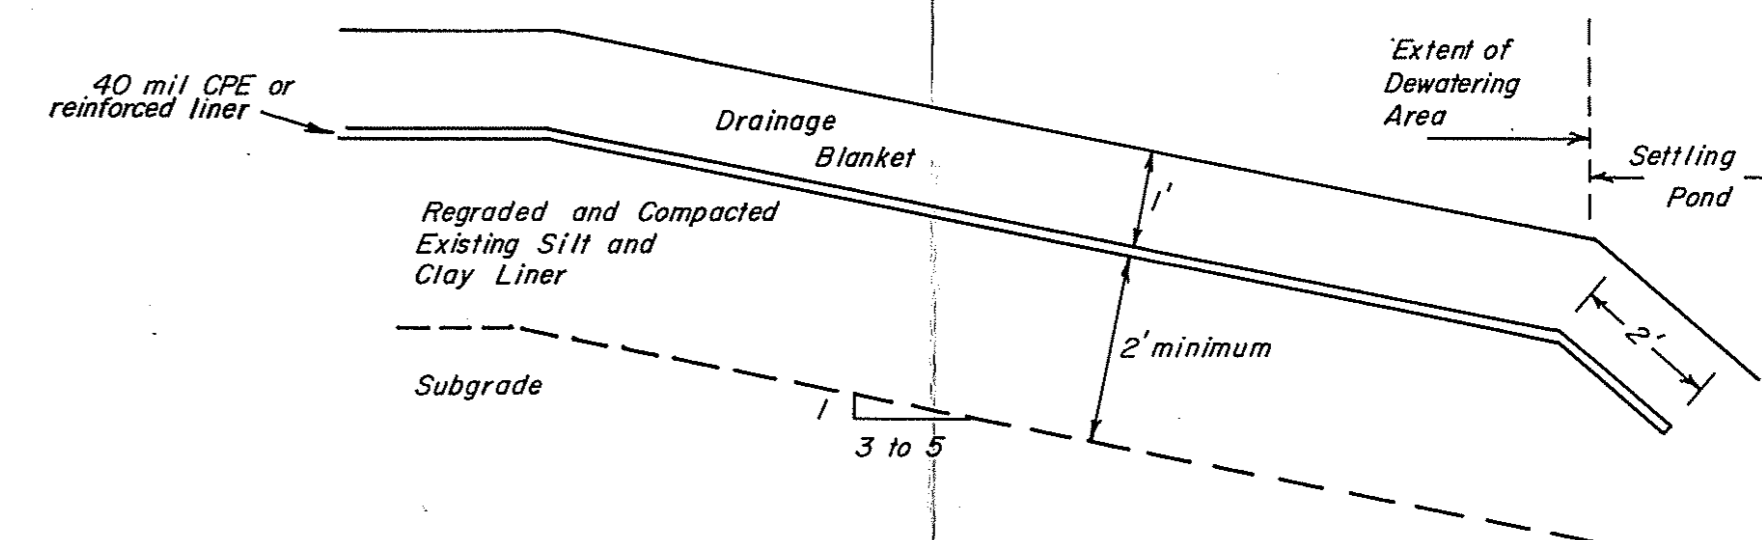 40 mil CPE or
reinforced liner
Drainage
Blanket
Extent of
Dewatering
Area
Settling
Pond
1'
Regraded and Compacted
Existing Silt and
Clay Liner
2' minimum
2'
Subgrade
1
3 to 5